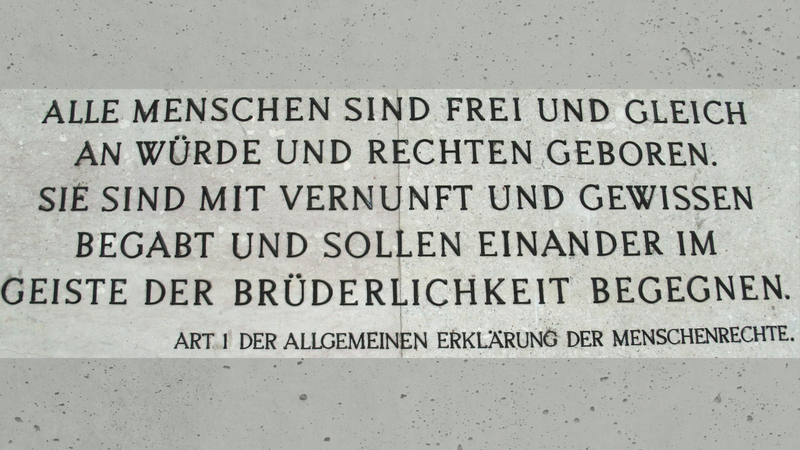 ALLE MENSCHEN SIND FREI UND GLEICH
AN WÜRDE UND RECHTEN GEBOREN.
SIE SIND MIT VERNUNFT UND GEWISSEN
BEGABT UND SOLLEN EINANDER IM
GEISTE DER BRÜDERLICHKEIT BEGEGNEN.
ART 1 DER ALLGEMEINEN ERKLÄRUNG DER MENSCHENRECHTE.